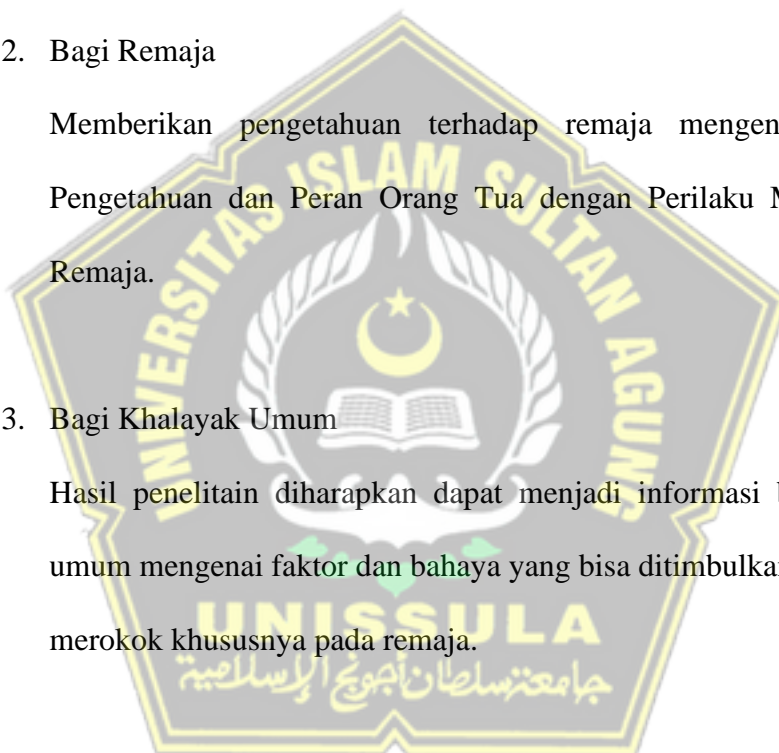 2. Bagi Remaja
Memberikan pengetahuan terhadap remaja mengen
Pengetahuan dan Peran Orang Tua dengan Perilaku M
Remaja.
3. Bagi Khalayak Umum
Hasil penelitain diharapkan dapat menjadi informasi b
umum mengenai faktor dan bahaya yang bisa ditimbulkan
merokok khususnya pada remaja.
UNIVERSITAS ISLAM SULTAN AGUNG
UNISSULA
جامعتنسلطان أجونج الإسلامية